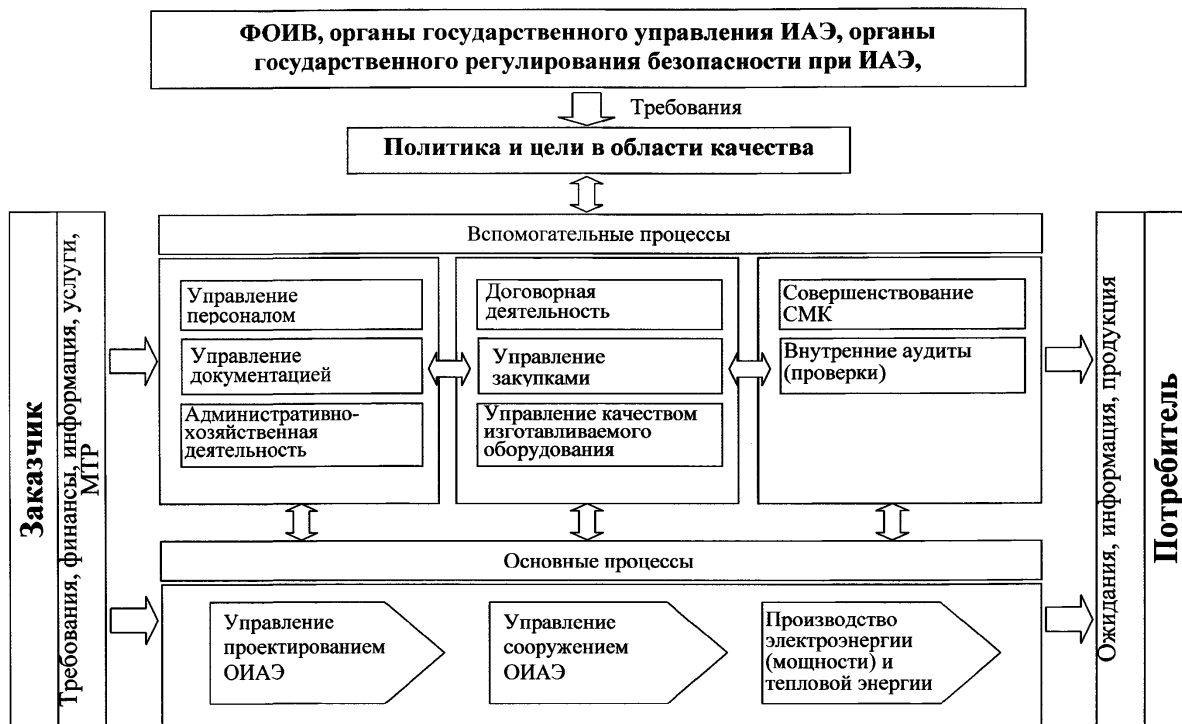 ФОИВ, органы государственного управления ИАЭ, органы
государственного регулирования безопасности при ИАЭ,
Требования
Политика и цели в области качества
Заказчик
Требования, финансы, информация, услуги,
МТР
Вспомогательные процессы
Управление
персоналом
Управление
документацией
Административно-
хозяйственная
деятельность
Договорная
деятельность
Управление
закупками
Управление качеством
изготавливаемого
оборудования
Совершенствование
СМК
Внутренние аудиты
(проверки)
Основные процессы
Управление
проектированием
ОИАЭ
Управление
сооружением
ОИАЭ
Производство
электроэнергии
(мощности) и
тепловой энергии
Ожидания, информация, продукция
Потребитель